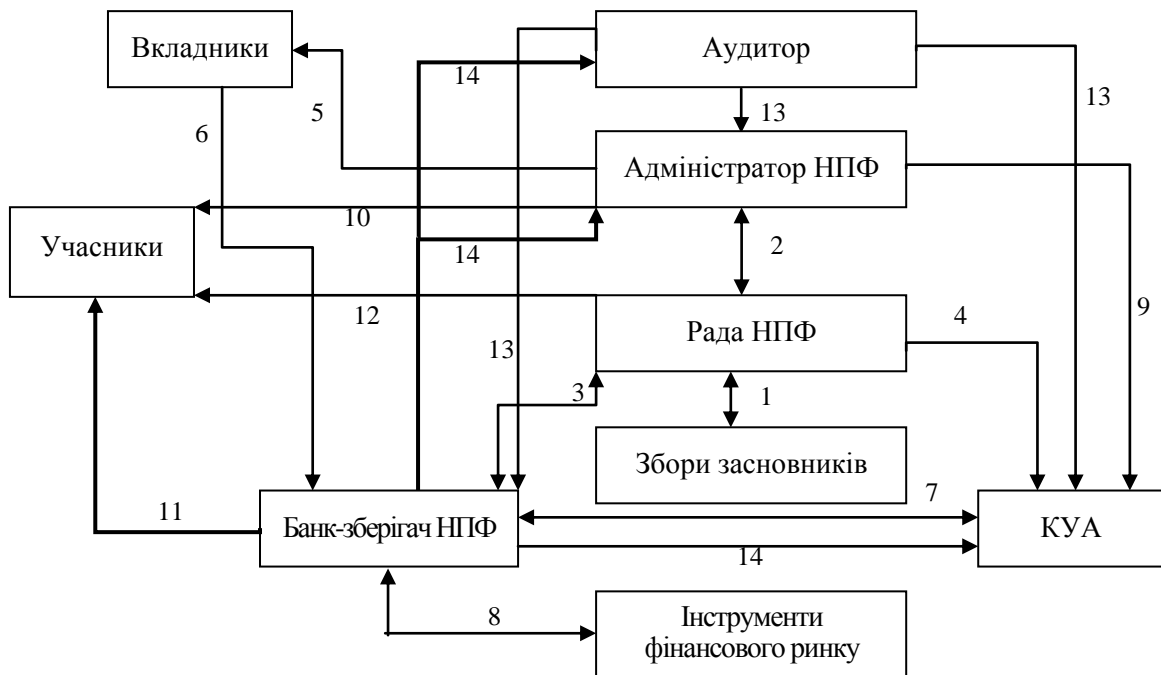 Вкладники
Аудитор
14
13
13
5
6
Адміністратор НПФ
10
Учасники
14
2
12
Рада НПФ
4
9
13
3
1
Збори засновників
7
11
Банк-зберігач НПФ
КУА
14
8
Інструменти
фінансового ринку